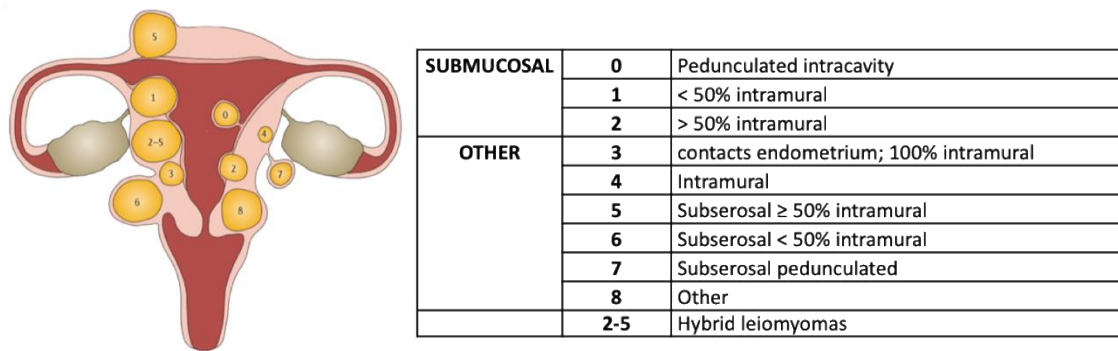 5
1
0
2–5
4
3
2
7
6
8
SUBMUCOSAL 0 Pedunculated intracavity
1 < 50% intramural
2 > 50% intramural
OTHER 3 contacts endometrium; 100% intramural
4 Intramural
5 Subserosal ≥ 50% intramural
6 Subserosal < 50% intramural
7 Subserosal pedunculated
8 Other
2-5 Hybrid leiomyomas